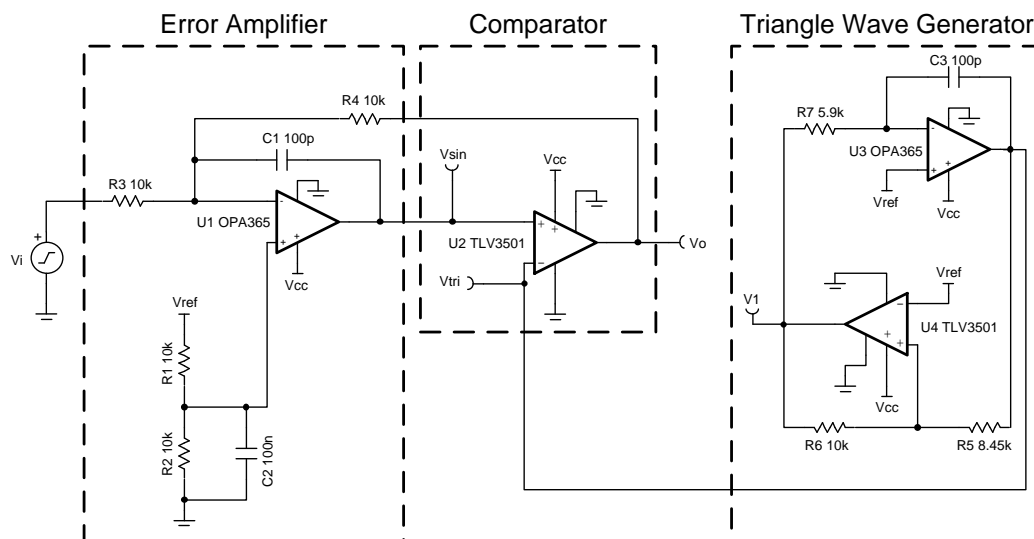 Error Amplifier
Comparator
Triangle Wave Generator
C3 100p
R4 10k
R7 5.9k
C1 100p
Vsin
U3 OPA365
Vcc
R3 10k
Vref
Vcc
U1 OPA365
U2 TLV3501
Vo
Vi
Vcc
Vtri
Vref
Vref
V1
U4 TLV3501
R1 10k
Vcc
R2 10k
C2 100n
R6 10k
R5 8.45k